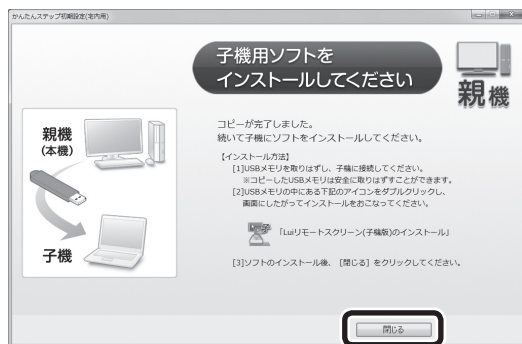 かんたんステップ初期設定(宅内用)
子機用ソフトを
インストールしてください
親機
コピーが完了しました。
続いて子機にソフトをインストールしてください。
【インストール方法】
[1]USBメモリを取りはずし、子機に接続してください。
※コピーしたUSBメモリは安全に取りはずすことができます。
[2]USBメモリの中にある下記のアイコンをダブルクリックし、
画面にしたがってインストールをおこなってください。
「Luiリモートスクリーン(子機版)のインストール」
[3]ソフトのインストール後、[閉じる]をクリックしてください。
親機
(本機)
子機
閉じる